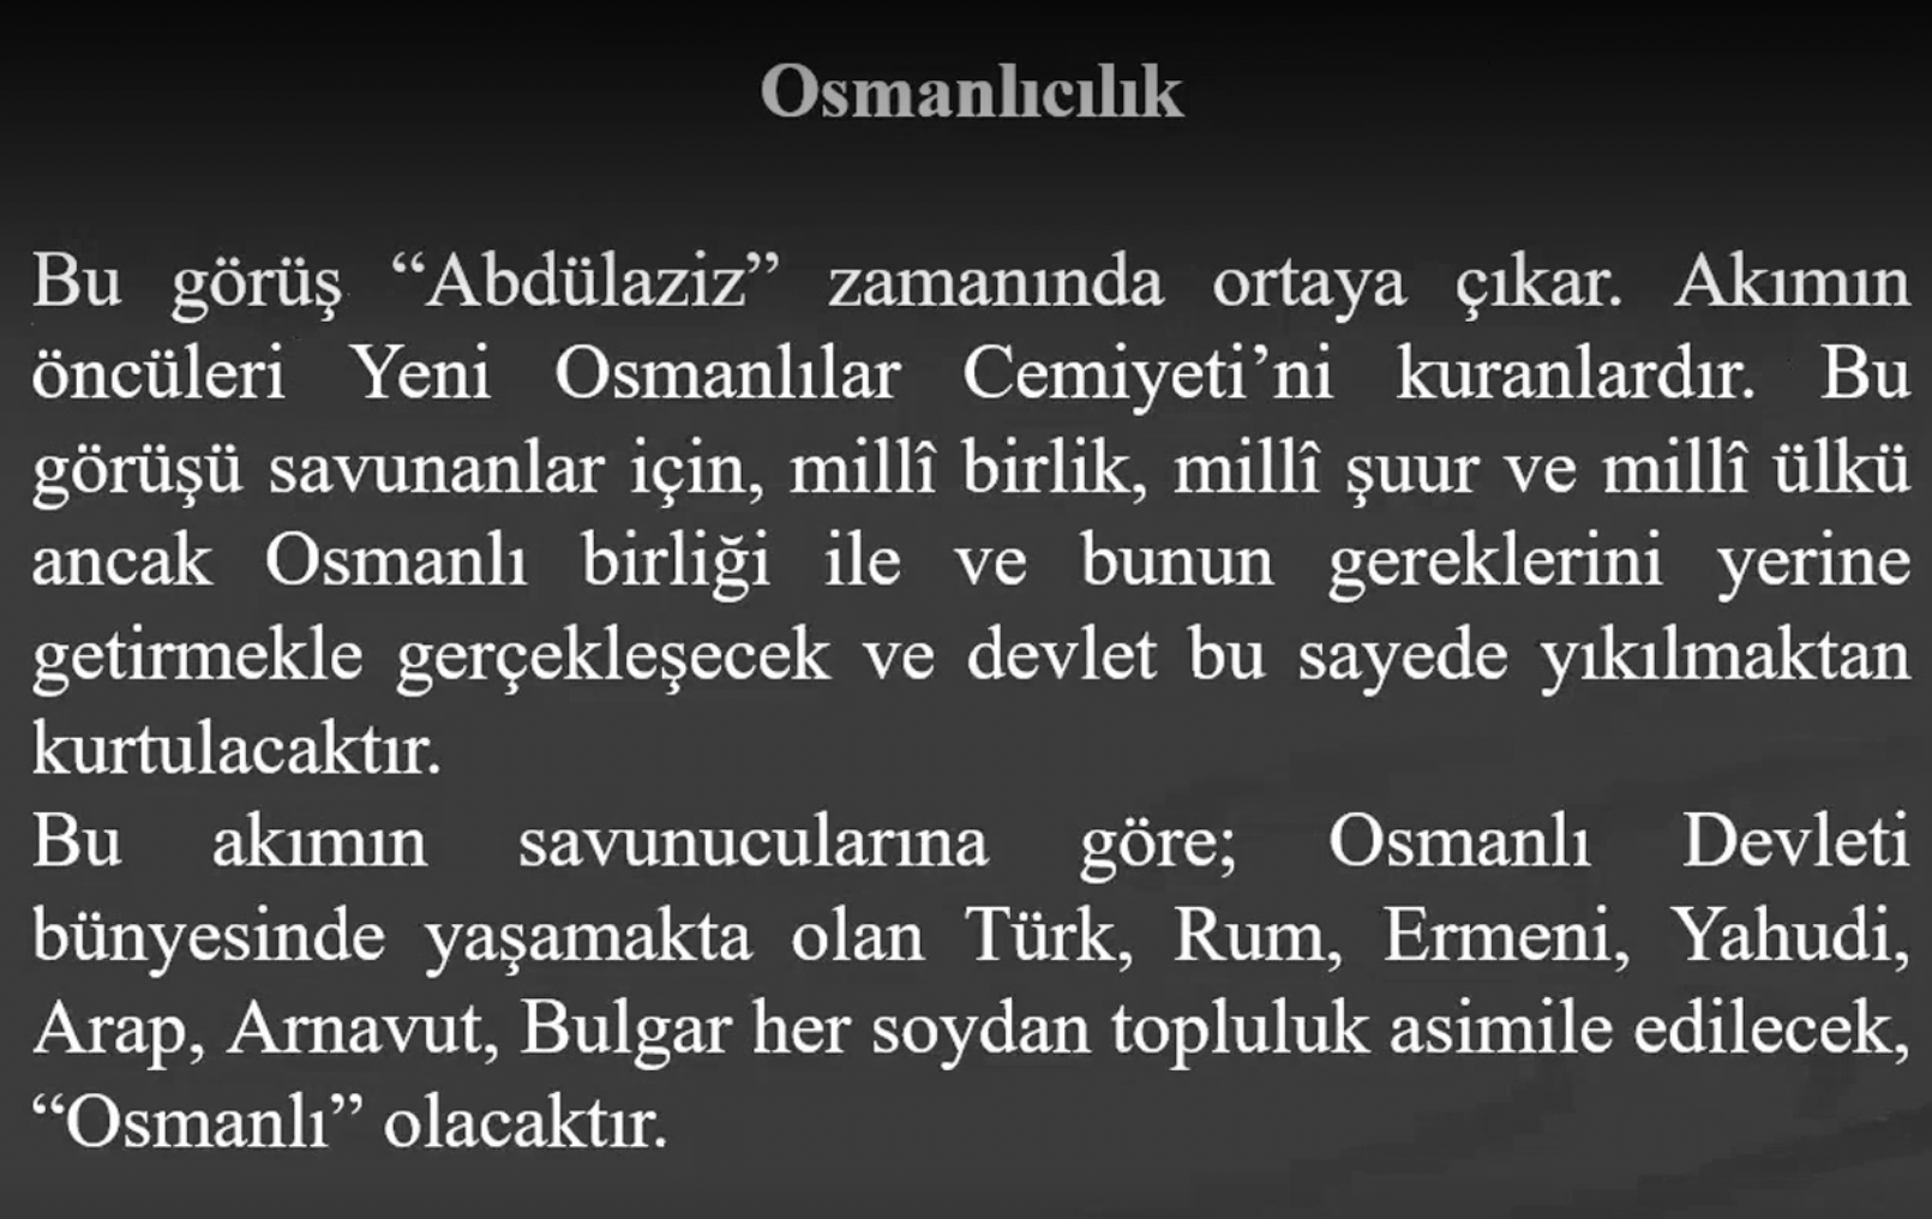 Osmanlıcılık
Bu görüş “Abdülaziz” zamanında ortaya çıkar. Akımın
öncüleri Yeni Osmanlılar Cemiyeti’ni kuranlardır. Bu
görüşü savunanlar için, millî birlik, millî şuur ve millî ülkü
ancak Osmanlı birliği ile ve bunun gereklerini yerine
getirmekle gerçekleşecek ve devlet bu sayede yıkılmaktan
kurtulacaktır.
Bu akımın savunucularına göre; Osmanlı Devleti
bünyesinde yaşamakta olan Türk, Rum, Ermeni, Yahudi,
Arap, Arnavut, Bulgar her soydan topluluk asimile edilecek,
“Osmanlı” olacaktır.